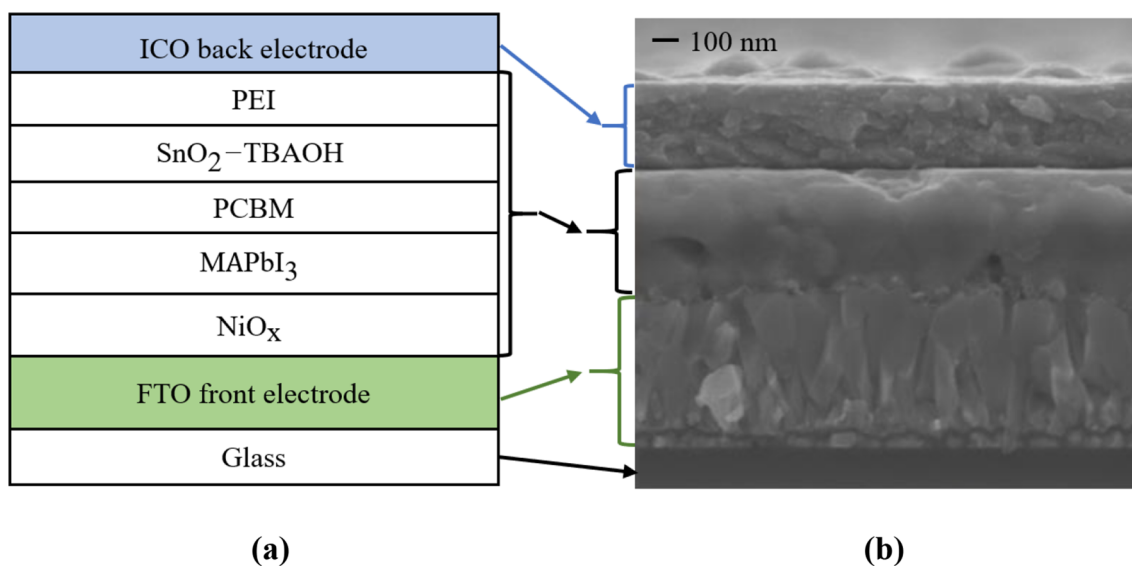 ICO back electrode
PEI
SnO₂−TBAOH
PCBM
MAPbI₃
NiOₓ
FTO front electrode
Glass
100 nm
(a)
(b)